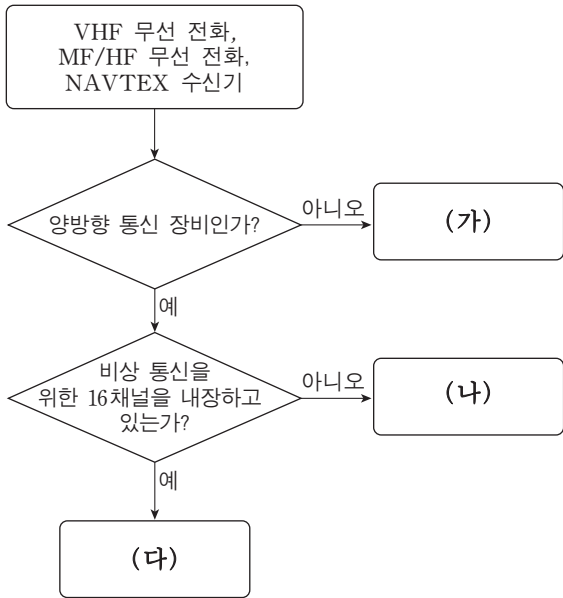 VHF 무선 전화,
MF/HF 무선 전화,
NAVTEX 수신기
양방향 통신 장비인가?
아니오
(가)
예
비상 통신을
위한 16채널을 내장하고
있는가?
아니오
(나)
예
(다)